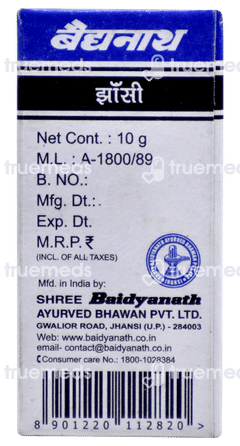 बैद्यनाथ
झाँसी
Net Cont. : 10 g
M.L. : A-1800/89
B. NO.:
Mfg. Dt.: .
Exp. Dt.
M.R.P. ₹
(INCL. OF ALL TAXES)
Mfd. in India by:
SHREE Baidyanath
AYURVED BHAWAN PVT. LTD.
GWALIOR ROAD, JHANSI (U.P.) - 284003
Web: www.baidyanath.co.in
email- contact@baidyanath.co.in
Consumer care No.: 1800-1028384
8 901220 112820 >
truemeds